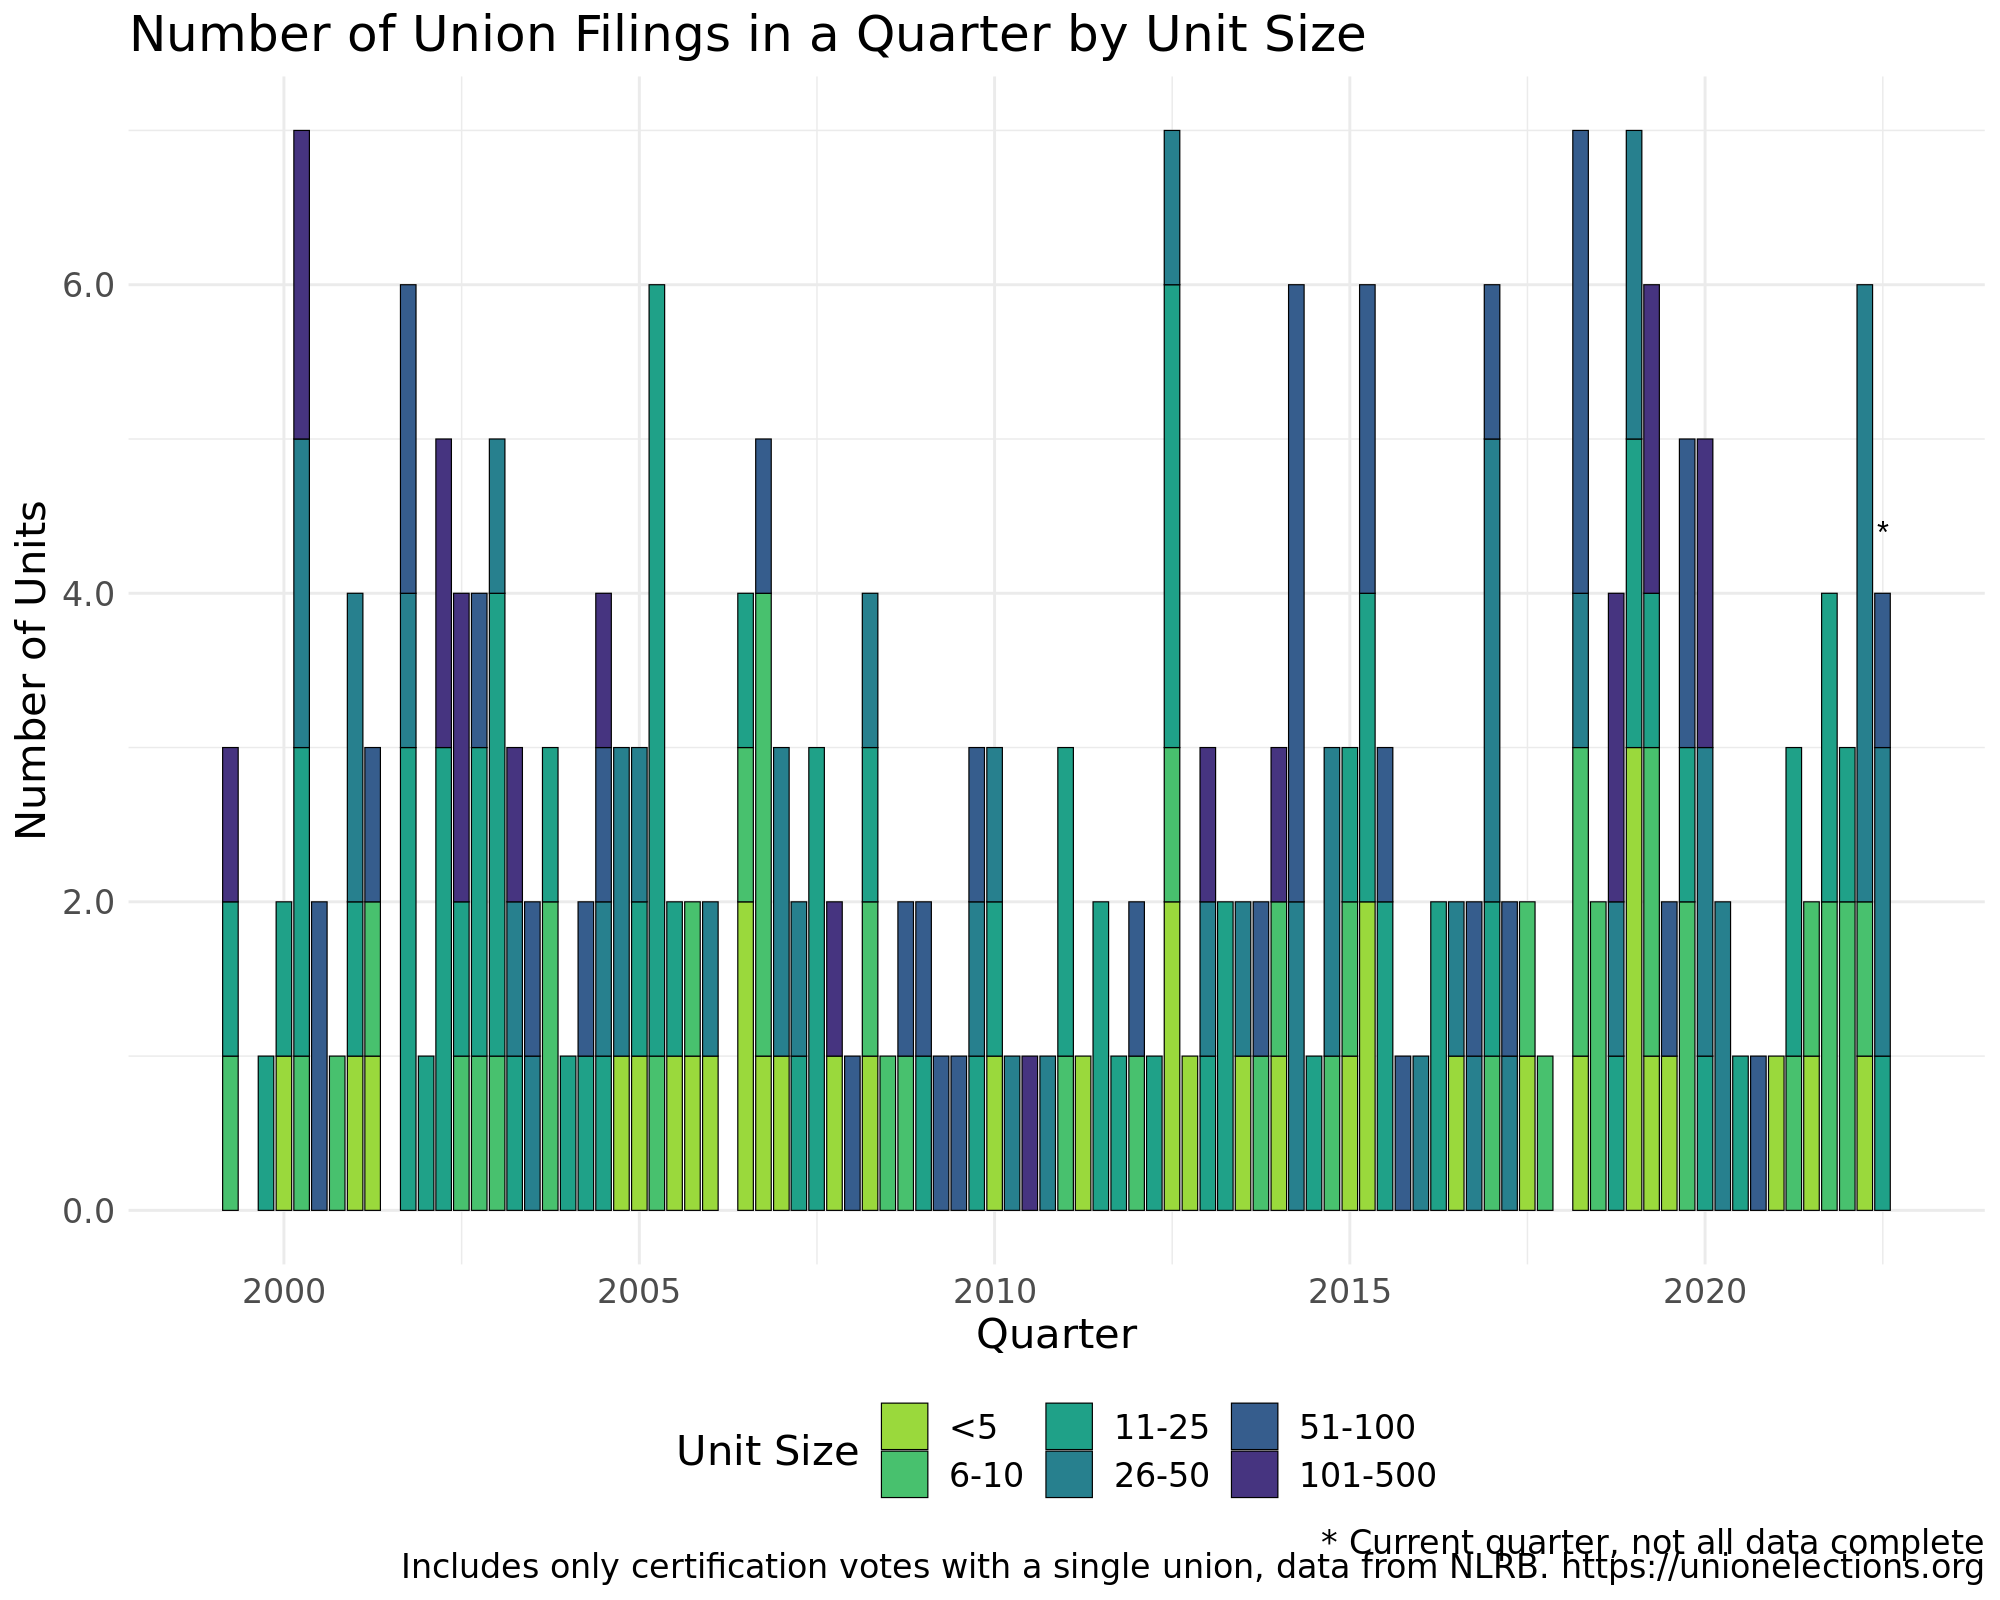 Number of Union Filings in a Quarter by Unit Size
Number of Units
6.0
4.0
2.0
0.0
*
2000 2005 2010 2015 2020
Quarter
Unit Size
<5 11-25 51-100
6-10 26-50 101-500
* Current quarter, not all data complete
Includes only certification votes with a single union, data from NLRB. https://unionelections.org